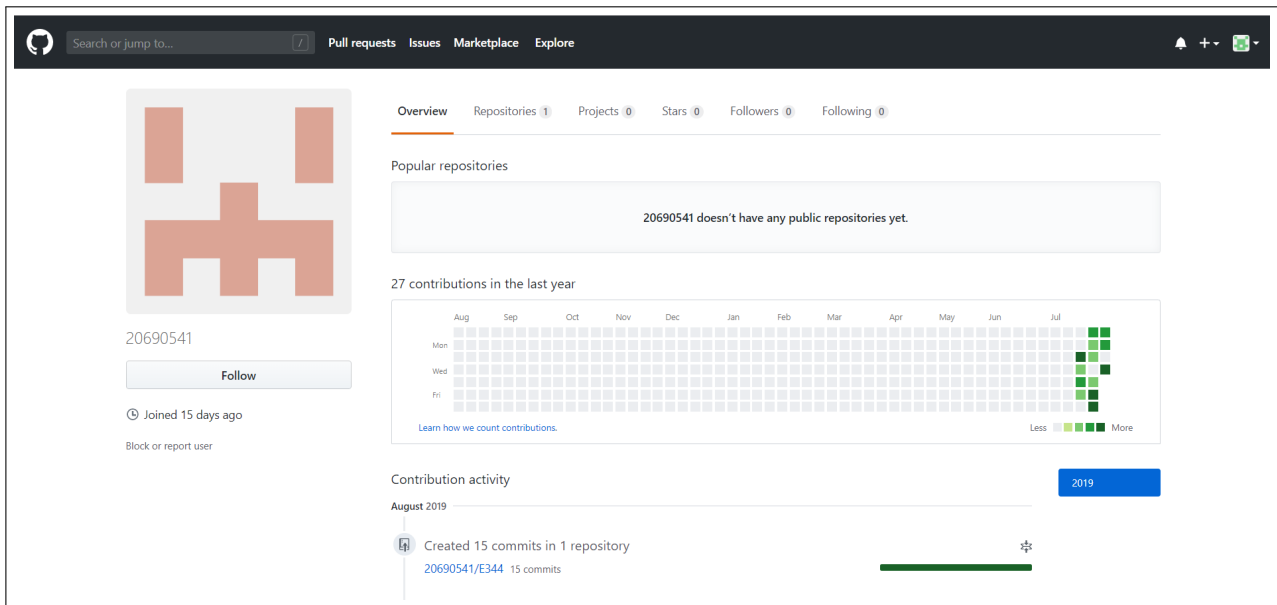 Search or jump to... /
Pull requests Issues Marketplace Explore
Overview Repositories 1 Projects 0 Stars 0 Followers 0 Following 0
Popular repositories
20690541 doesn't have any public repositories yet.
27 contributions in the last year
Aug Sep Oct Nov Dec Jan Feb Mar Apr May Jun Jul
Mon
Wed
Fri
Learn how we count contributions. Less More
20690541
Follow
Joined 15 days ago
Block or report user
Contribution activity
2019
August 2019
Created 15 commits in 1 repository
20690541/E344 15 commits